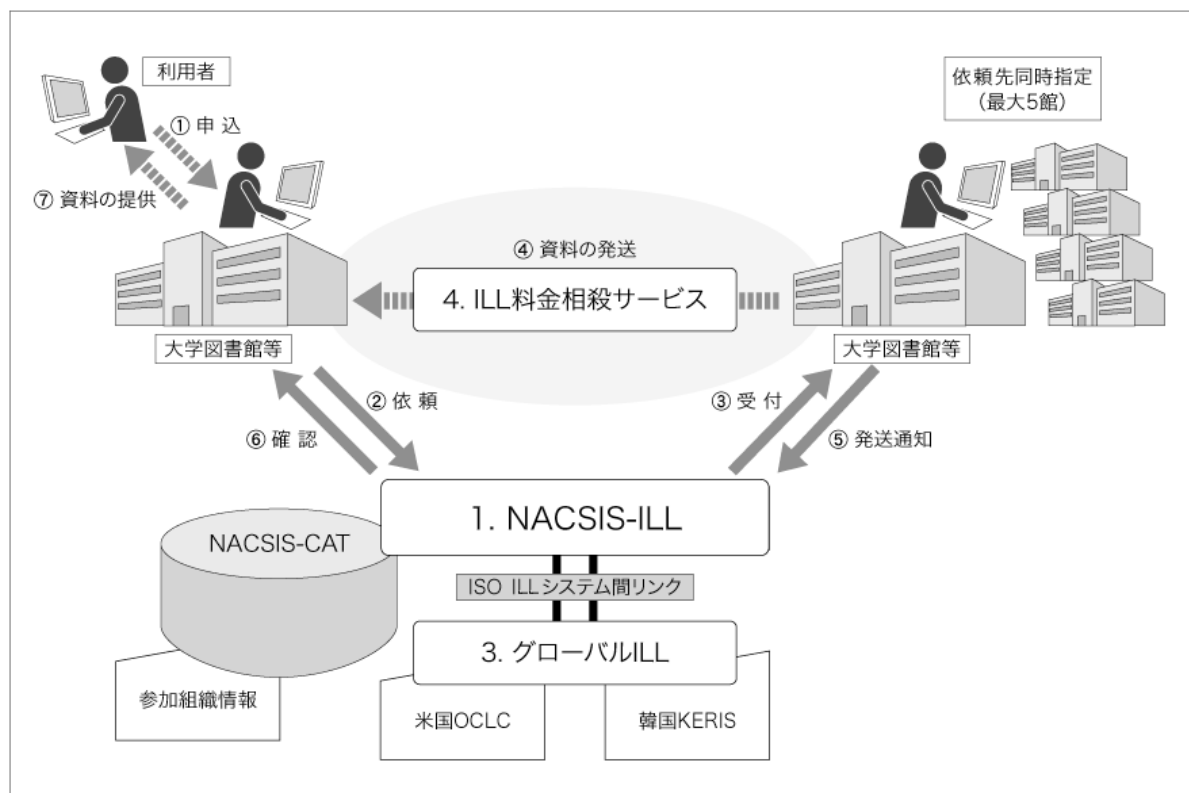 利用者
依頼先同時指定
（最大5館）
① 申 込
⑦ 資料の提供
④ 資料の発送
4. ILL料金相殺サービス
大学図書館等
大学図書館等
② 依 頼
③ 受 付
⑥ 確 認
⑤ 発送通知
1. NACSIS-ILL
NACSIS-CAT
ISO ILLシステム間リンク
3. グローバルILL
参加組織情報
米国OCLC
韓国KERIS